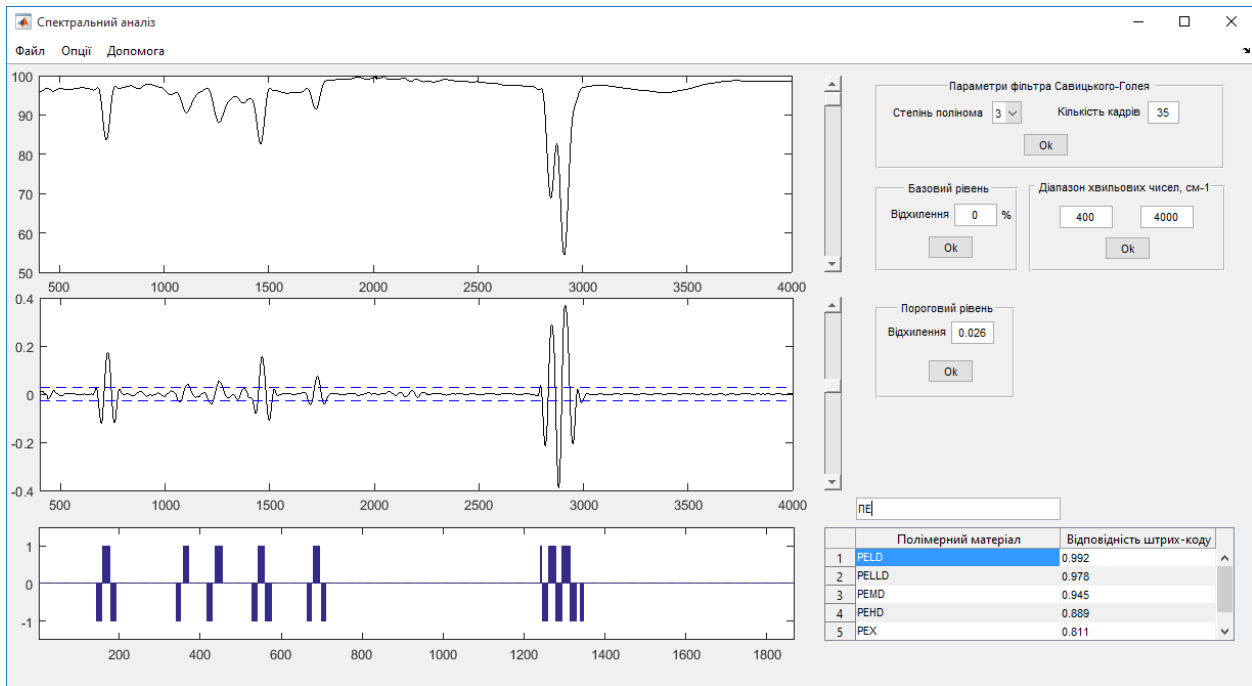 Спектральний аналіз
Файл Опції Допомога
100
90
80
70
60
50
500 1000 1500 2000 2500 3000 3500 4000
0.4
0.2
0
-0.2
-0.4
500 1000 1500 2000 2500 3000 3500 4000
1
0
-1
200 400 600 800 1000 1200 1400 1600 1800
Параметри фільтра Савицького-Голея
Степінь полінома 3 Кількість кадрів 35
Ok
Базовий рівень
Відхилення 0 %
Ok
Діапазон хвильових чисел, см-1
400 4000
Ok
Пороговий рівень
Відхилення 0.026
Ok
ПЕ
Полімерний матеріал Відповідність штрих-коду
1 PELD 0.992
2 PELLD 0.978
3 PEMD 0.945
4 PEHD 0.889
5 PEX 0.811